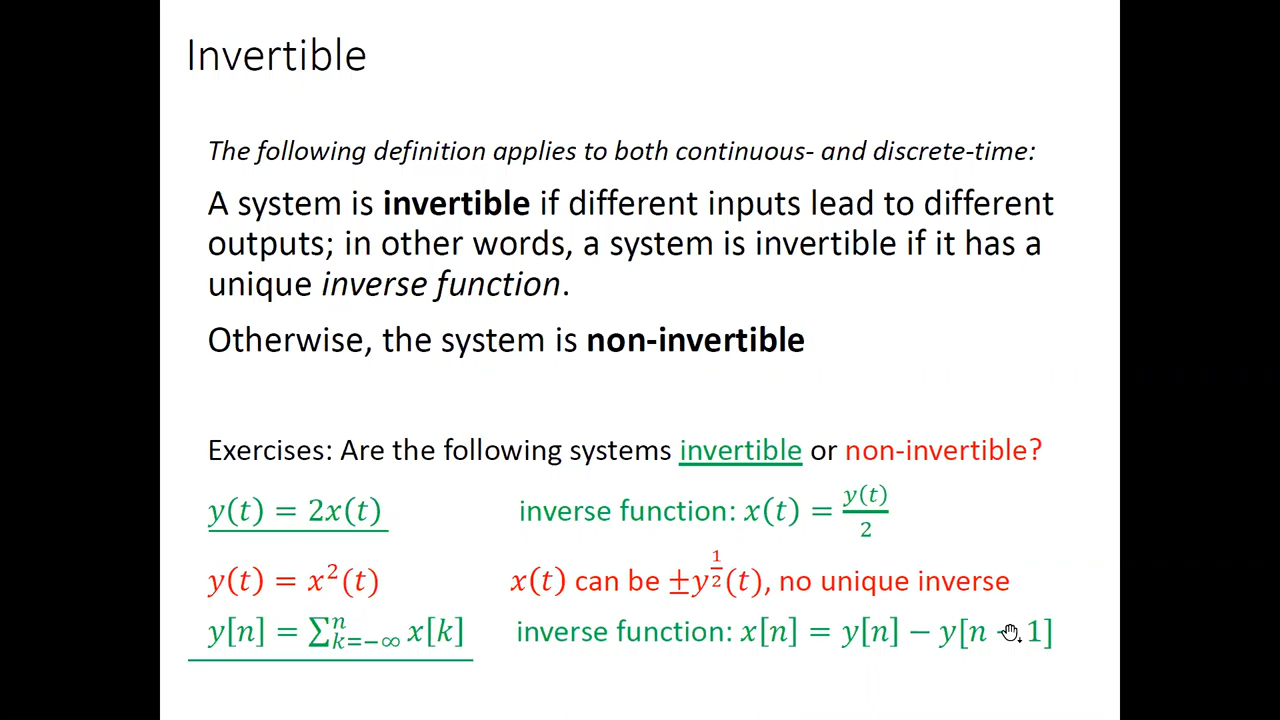 Invertible
The following definition applies to both continuous- and discrete-time:
A system is invertible if different inputs lead to different
outputs; in other words, a system is invertible if it has a
unique inverse function.
Otherwise, the system is non-invertible
Exercises: Are the following systems invertible or non-invertible?
y(t) = 2x(t) inverse function: x(t) = y(t)/2
y(t) = x²(t) x(t) can be ±y^(1/2)(t), no unique inverse
y[n] = ∑_{k=−∞}^{n} x[k] inverse function: x[n] = y[n] − y[n − 1]